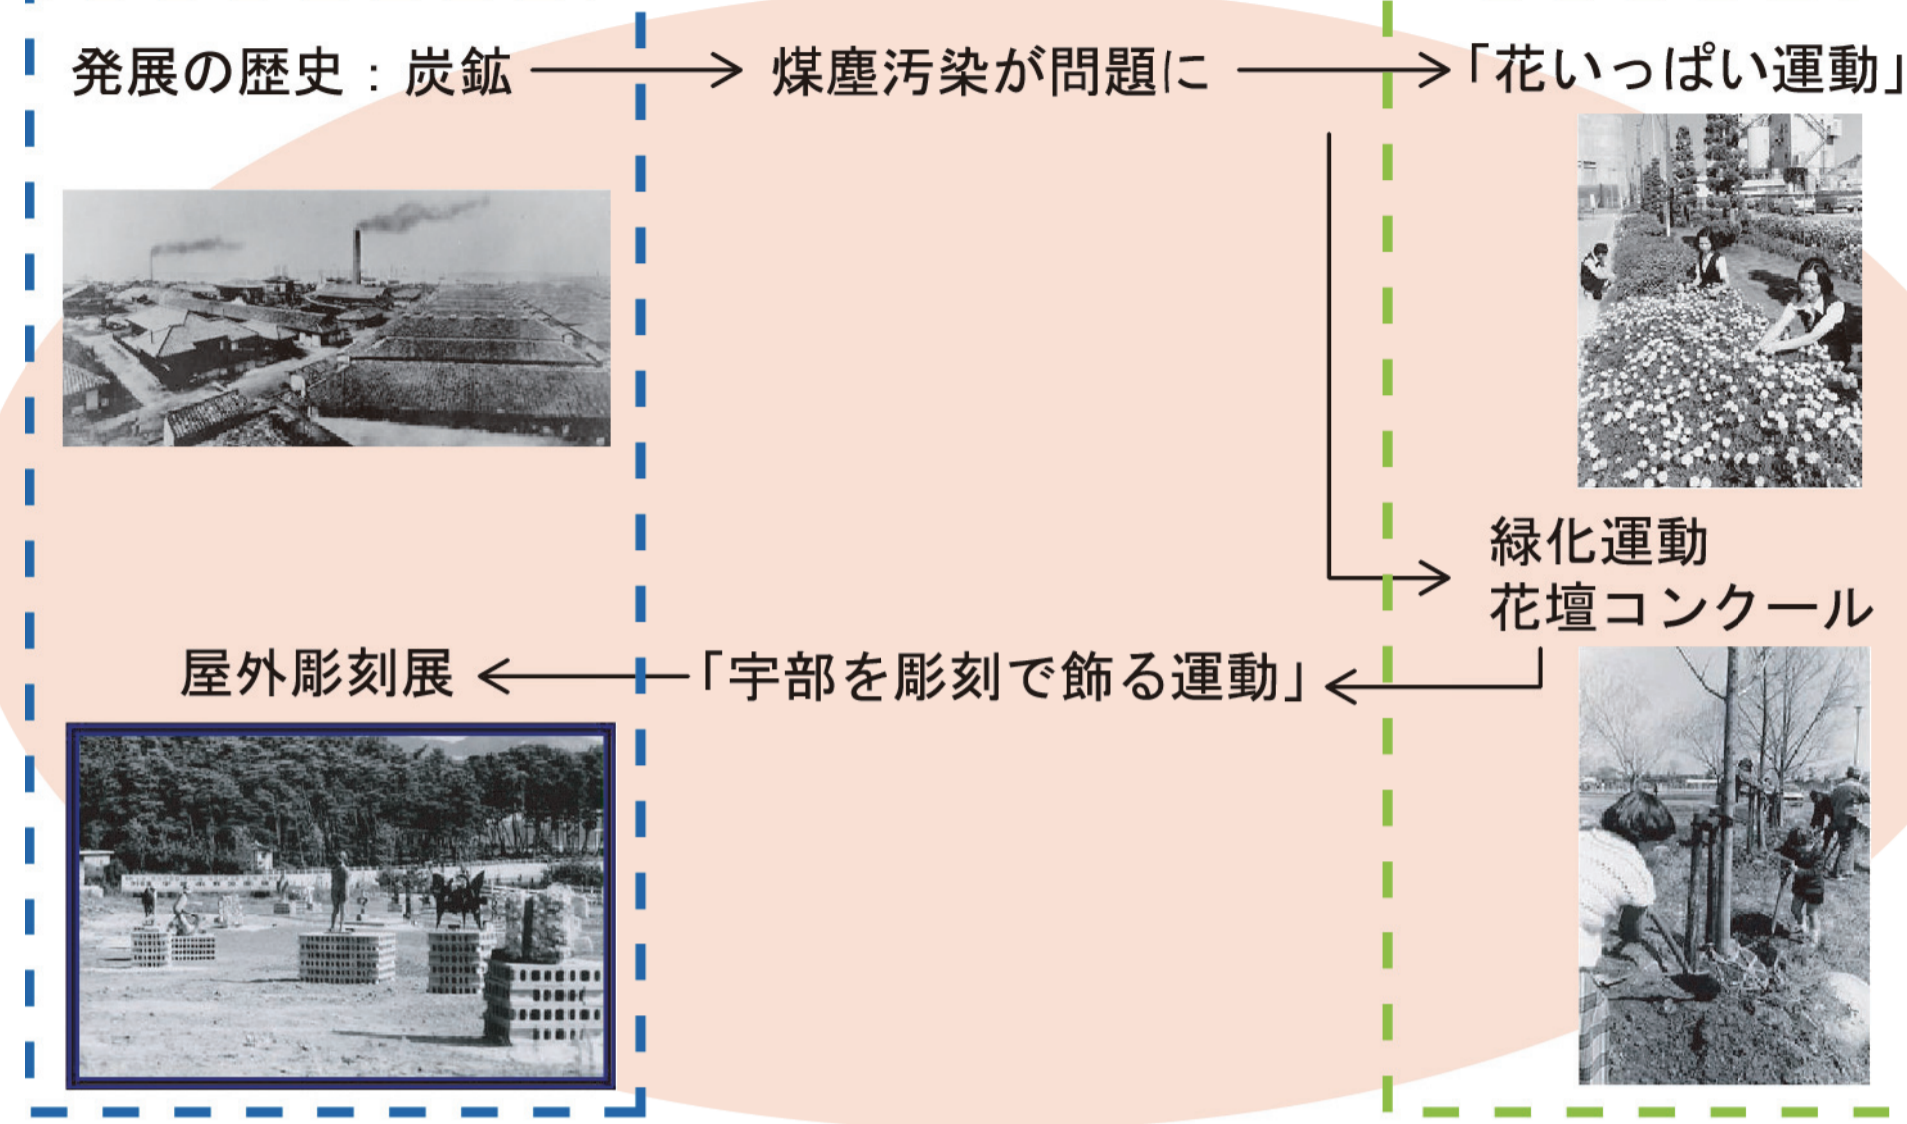 発展の歴史：炭鉱
煤塵汚染が問題に
「花いっぱい運動」
緑化運動
花壇コンクール
「宇部を彫刻で飾る運動」
屋外彫刻展